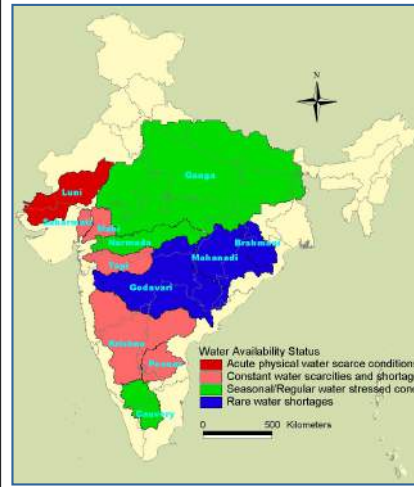 N
Ganga
Luni
Sabarmati
Mahi
Narmada
Brahmani
Tapi
Mahanadi
Godavari
Krishna
Pennar
Cauvery
Water Availability Status
Acute physical water scarce conditions
Constant water scarcities and shortage
Seasonal/Regular water stressed cond
Rare water shortages
0 500 Kilometers